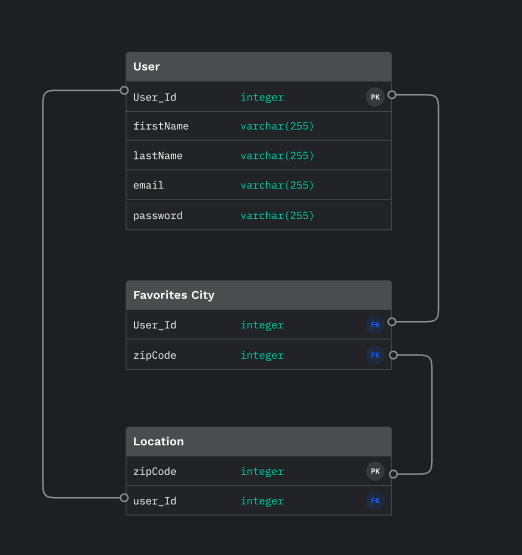 User
User_Id integer PK
firstName varchar(255)
lastName varchar(255)
email varchar(255)
password varchar(255)
Favorites City
User_Id integer FK
zipCode integer FK
Location
zipCode integer PK
user_Id integer FK